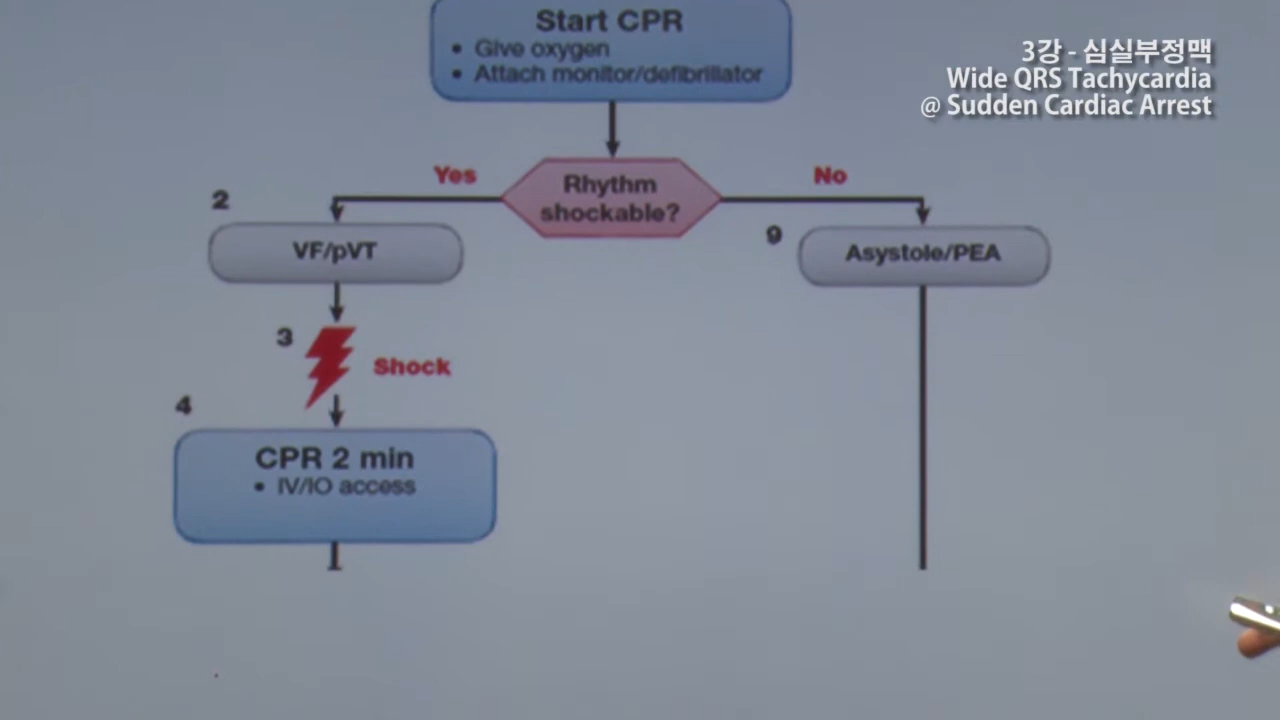 Start CPR
• Give oxygen
• Attach monitor/defibrillator
3강 - 심실부정맥
Wide QRS Tachycardia
@ Sudden Cardiac Arrest
Yes
Rhythm
shockable?
No
2
VF/pVT
9
Asystole/PEA
3
Shock
4
CPR 2 min
• IV/IO access